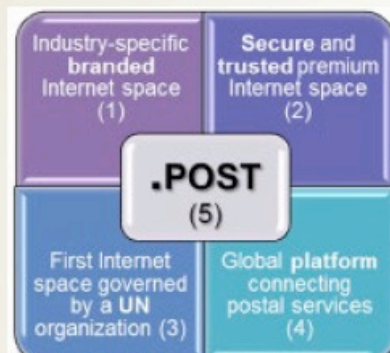 Industry-specific
branded
Internet space
(1)
Secure and
trusted premium
Internet space
(2)
.POST
(5)
First Internet
space governed
by a UN
organization (3)
Global platform
connecting
postal services
(4)